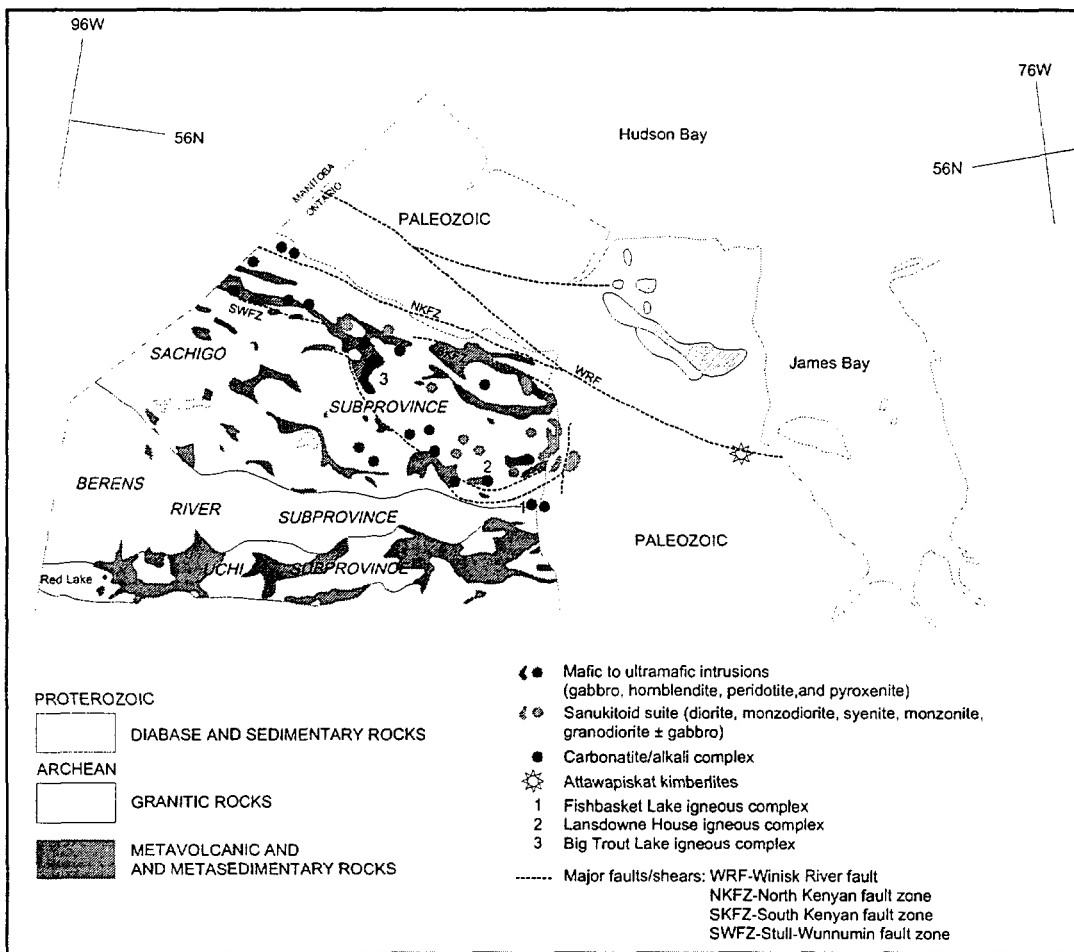 96W
76W
56N
Hudson Bay
56N
MANITOBA
ONTARIO
PALEOZOIC
NKFZ
SWFZ
SACHIGO
WRF
James Bay
3
SUBPROVINCE
2
BERENS
1
RIVER
SUBPROVINCE
PALEOZOIC
UCHI SUBPROVINCE
Red Lake
PROTEROZOIC
DIABASE AND SEDIMENTARY ROCKS
ARCHEAN
GRANITIC ROCKS
METAVOLCANIC AND
AND METASEDIMENTARY ROCKS
Mafic to ultramafic intrusions
(gabbro, hornblendite, peridotite,and pyroxenite)
Sanukitoid suite (diorite, monzodiorite, syenite, monzonite,
granodiorite ± gabbro)
Carbonatite/alkali complex
Attawapiskat kimberlites
1 Fishbasket Lake igneous complex
2 Lansdowne House igneous complex
3 Big Trout Lake igneous complex
Major faults/shears: WRF-Winisk River fault
NKFZ-North Kenyan fault zone
SKFZ-South Kenyan fault zone
SWFZ-Stull-Wunnumin fault zone